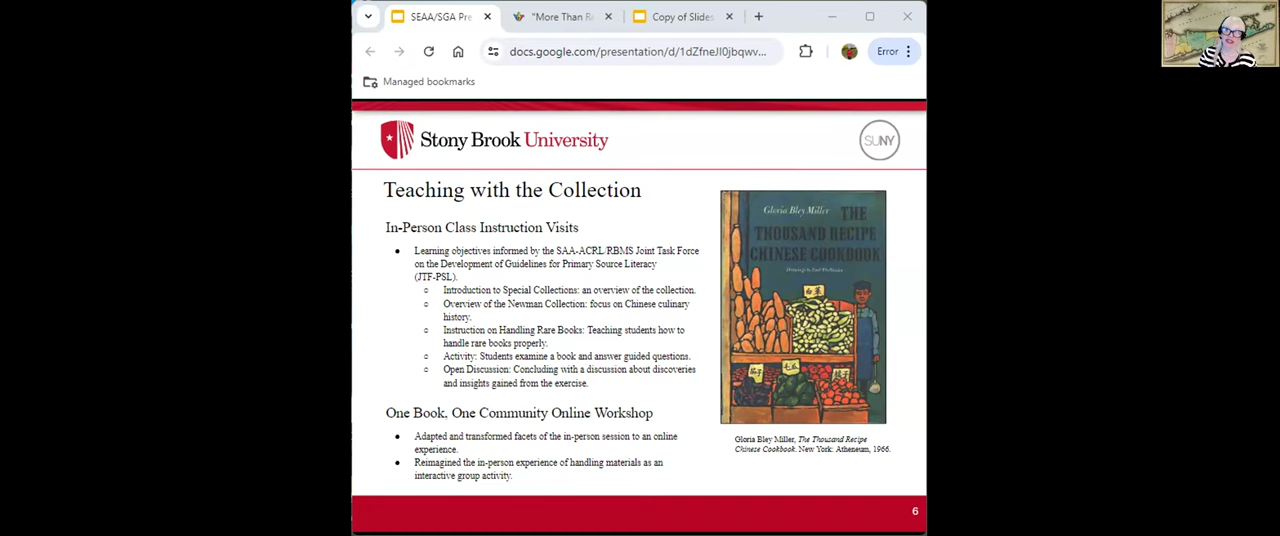 SEAA/SGA Pre
"More Than R
Copy of Slides
docs.google.com/presentation/d/1dZfneJl0jbqwv...
Error
Managed bookmarks
Stony Brook University
SUNY
Teaching with the Collection
In-Person Class Instruction Visits
Learning objectives informed by the SAA-ACRL/RBMS Joint Task Force
on the Development of Guidelines for Primary Source Literacy
(JTF-PSL).
Introduction to Special Collections: an overview of the collection.
Overview of the Newman Collection: focus on Chinese culinary
history.
Instruction on Handling Rare Books: Teaching students how to
handle rare books properly.
Activity: Students examine a book and answer guided questions.
Open Discussion: Concluding with a discussion about discoveries
and insights gained from the exercise.
One Book, One Community Online Workshop
Adapted and transformed facets of the in-person session to an online
experience.
Reimagined the in-person experience of handling materials as an
interactive group activity.
Gloria Bley Miller THE
THOUSAND RECIPE
CHINESE COOKBOOK
白菜
茄子
Gloria Bley Miller, The Thousand Recipe
Chinese Cookbook. New York: Atheneum, 1966.
6